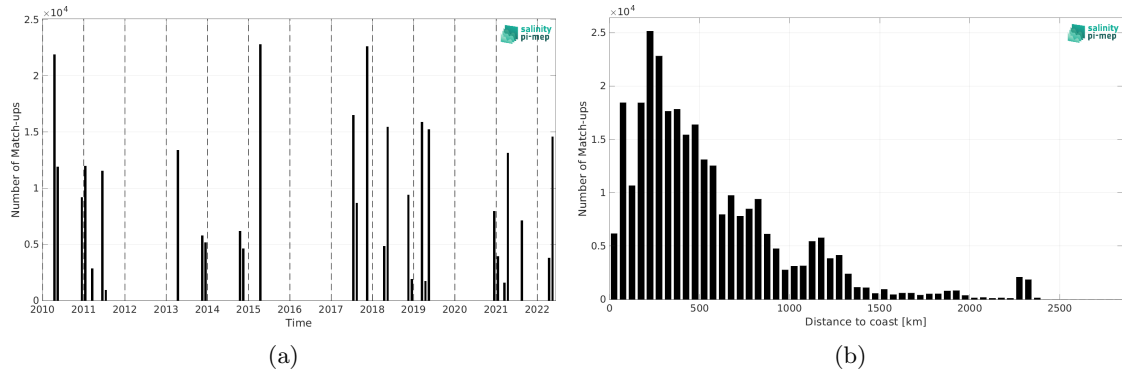 ×10⁴
2.5
2
1.5
1
0.5
0
Number of Match-ups
2010 2011 2012 2013 2014 2015 2016 2017 2018 2019 2020 2021 2022
Time
salinity
pi-mep
(a)
×10⁴
2.5
2
1.5
1
0.5
0
Number of Match-ups
0 500 1000 1500 2000 2500
Distance to coast [km]
salinity
pi-mep
(b)